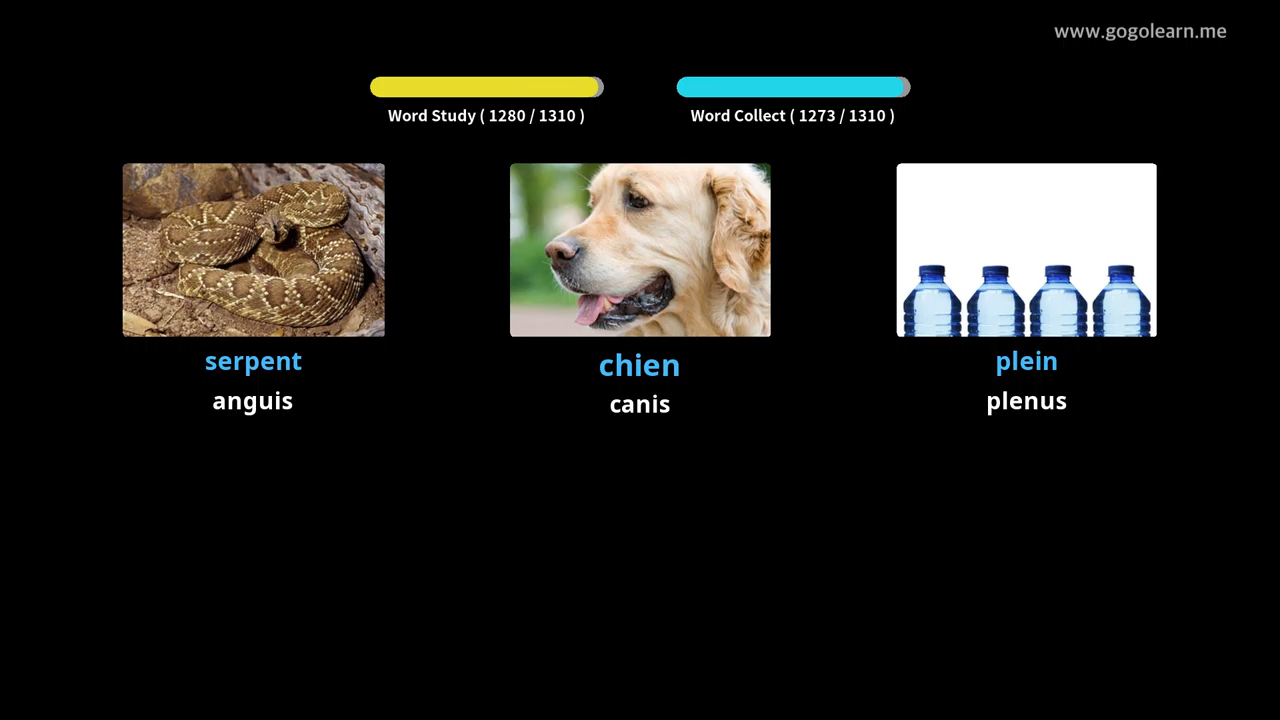 www.gogolearn.me
Word Study ( 1280 / 1310 )
Word Collect ( 1273 / 1310 )
serpent
chien
plein
anguis
canis
plenus